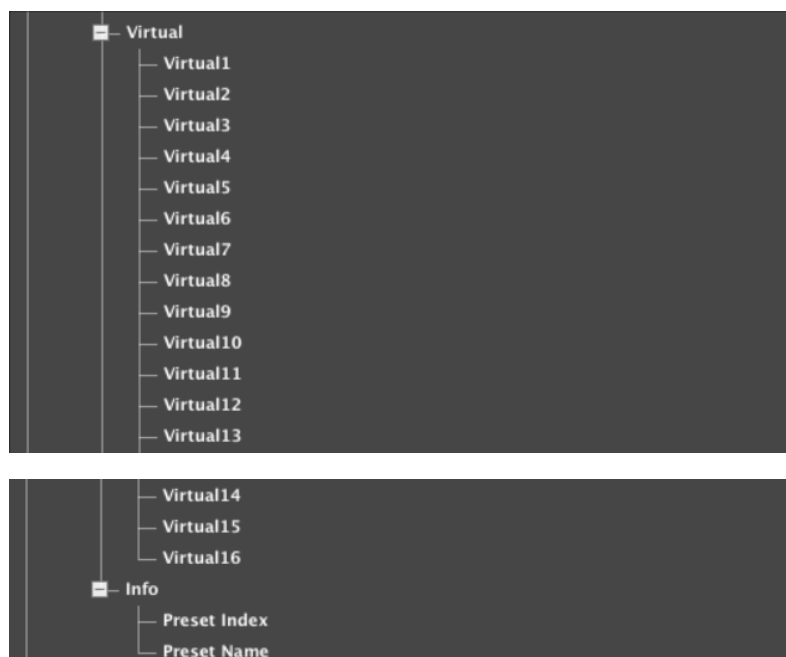 Virtual
Virtual1
Virtual2
Virtual3
Virtual4
Virtual5
Virtual6
Virtual7
Virtual8
Virtual9
Virtual10
Virtual11
Virtual12
Virtual13
Virtual14
Virtual15
Virtual16
Info
Preset Index
Preset Name